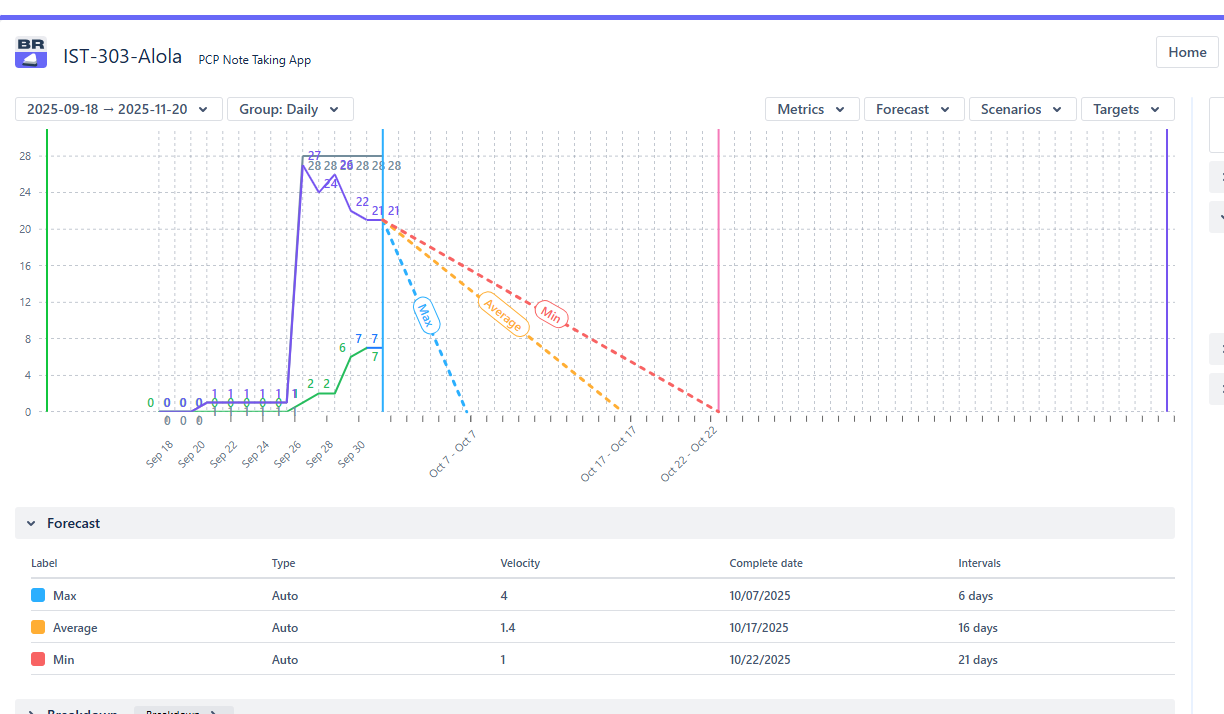 BR IST-303-Alola PCP Note Taking App Home
2025-09-18 → 2025-11-20 Group: Daily Metrics Forecast Scenarios Targets
28
24
20
16
12
8
4
0
27
28 28 26 28 28 28
24
22
21 21
Max
Average
Min
7 7
6
7
2 2
1 1 1 1 1 1
0 0 0 0 0 0 0 0 0
0 0 0
Sep 18 Sep 20 Sep 22 Sep 24 Sep 26 Sep 28 Sep 30 Oct 7 - Oct 7 Oct 17 - Oct 17 Oct 22 - Oct 22
Forecast
Label Type Velocity Complete date Intervals
Max Auto 4 10/07/2025 6 days
Average Auto 1.4 10/17/2025 16 days
Min Auto 1 10/22/2025 21 days
Breakdown Breakdown